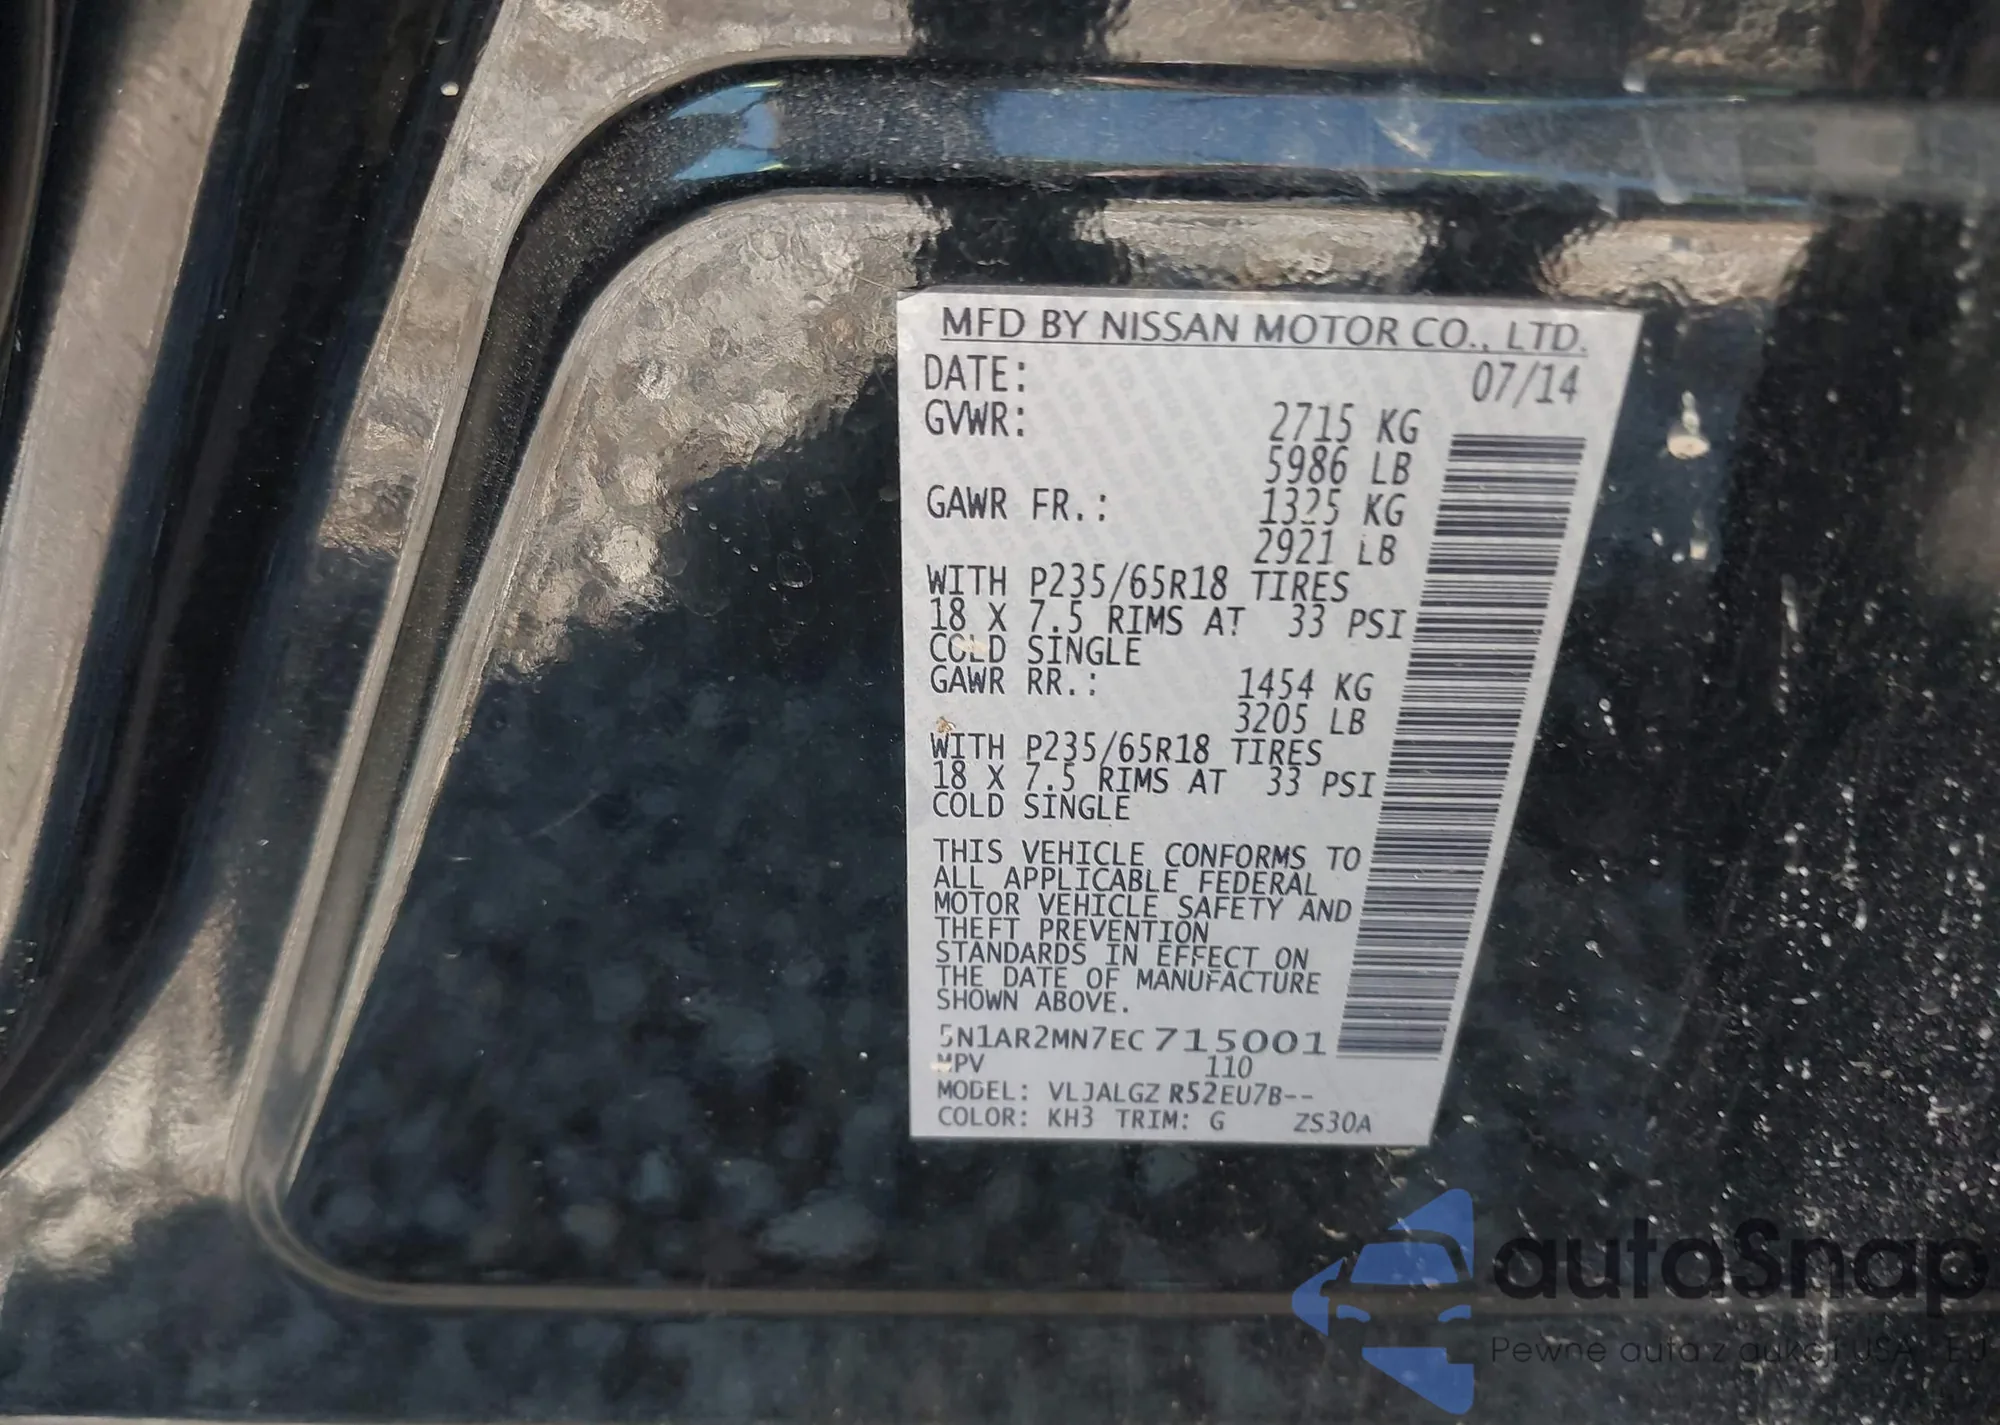 MFD BY NISSAN MOTOR CO., LTD.
DATE: 07/14
GVWR: 2715 KG
5986 LB
GAWR FR.: 1325 KG
2921 LB
WITH P235/65R18 TIRES
18 X 7.5 RIMS AT 33 PSI
COLD SINGLE
GAWR RR.: 1454 KG
3205 LB
WITH P235/65R18 TIRES
18 X 7.5 RIMS AT 33 PSI
COLD SINGLE
THIS VEHICLE CONFORMS TO
ALL APPLICABLE FEDERAL
MOTOR VEHICLE SAFETY AND
THEFT PREVENTION
STANDARDS IN EFFECT ON
THE DATE OF MANUFACTURE
SHOWN ABOVE.
5N1AR2MN7EC715001
MPV 110
MODEL: VLJALGZ R52EU7B--
COLOR: KH3 TRIM: G ZS30A
autoSnap
Pewne auta z aukcji USA